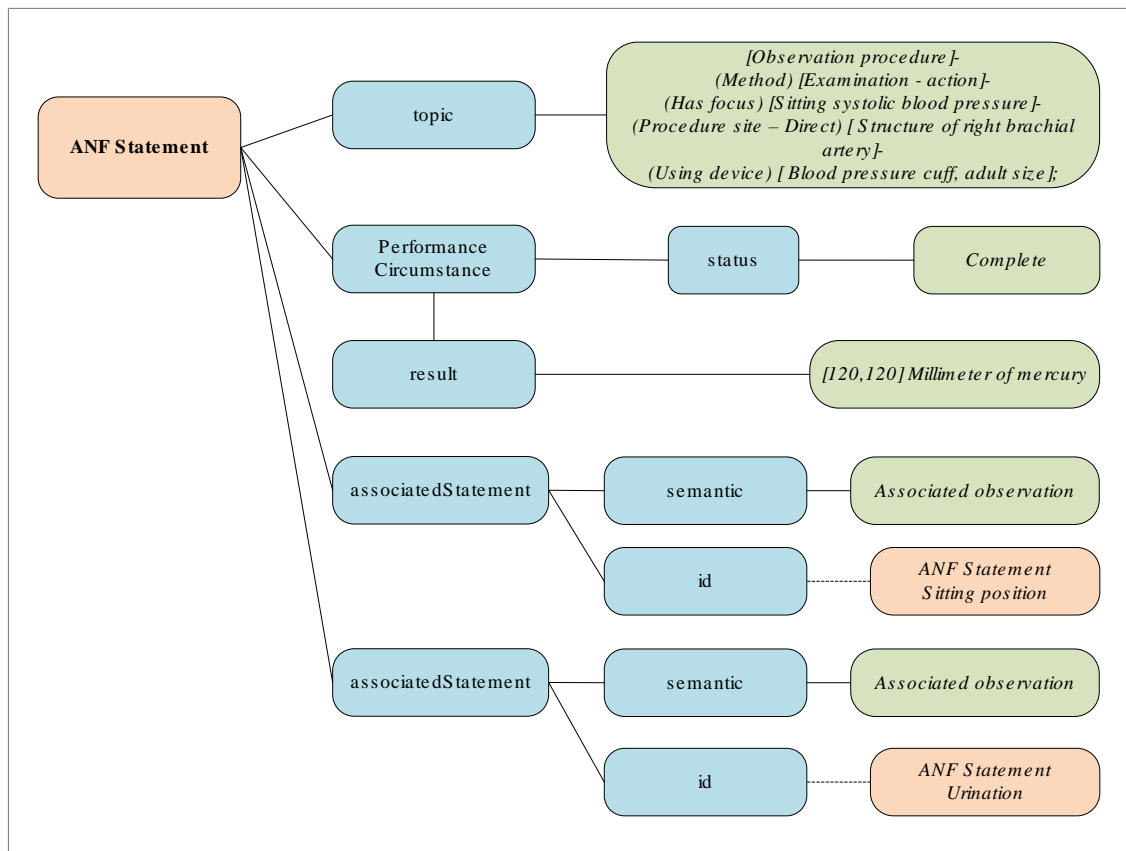 [Observation procedure]-
(Method) [Examination - action]-
(Has focus) [Sitting systolic blood pressure]-
(Procedure site – Direct) [ Structure of right brachial
artery]-
(Using device) [ Blood pressure cuff, adult size];
topic
ANF Statement
Performance
Circumstance
status
Complete
result
[120,120] Millimeter of mercury
associatedStatement
semantic
Associated observation
id
ANF Statement
Sitting position
associatedStatement
semantic
Associated observation
id
ANF Statement
Urination